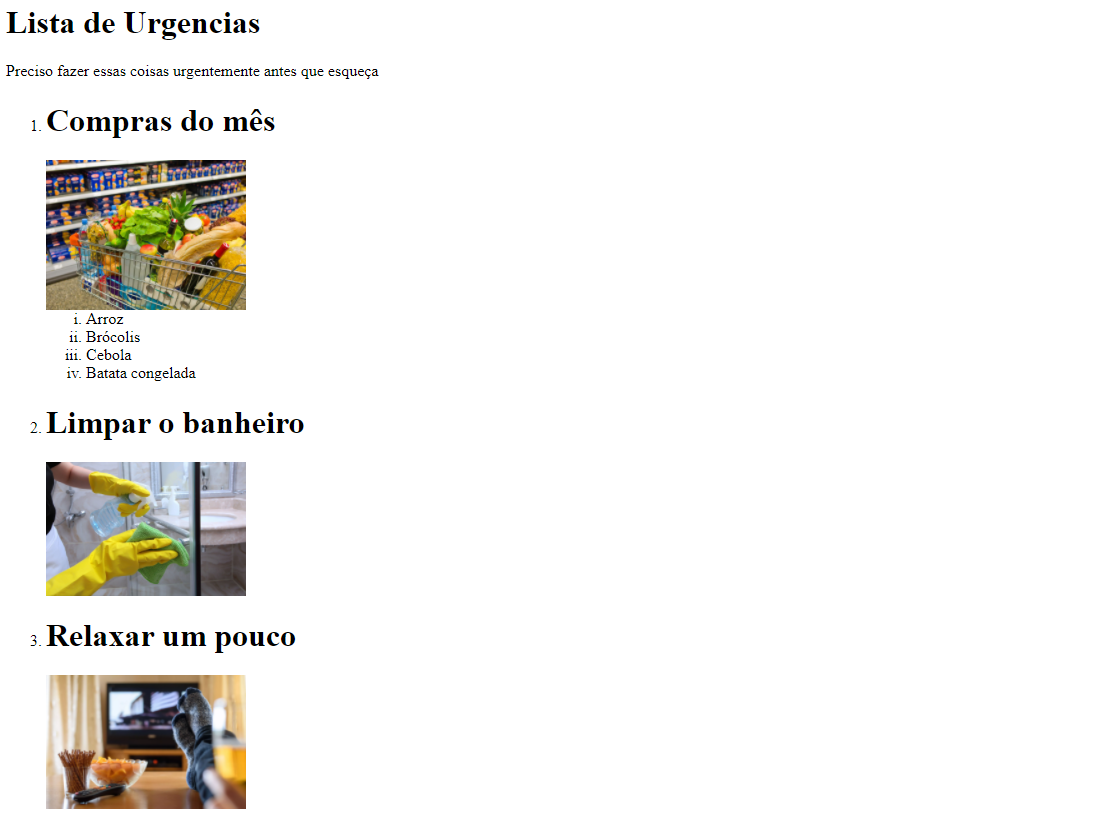 Lista de Urgencias
Preciso fazer essas coisas urgentemente antes que esqueça
1. Compras do mês
i. Arroz
ii. Brócolis
iii. Cebola
iv. Batata congelada
2. Limpar o banheiro
3. Relaxar um pouco